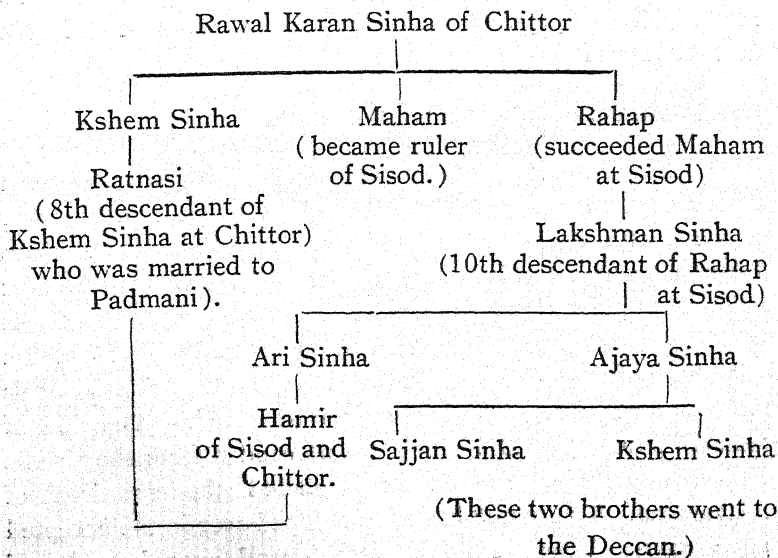 Rawal Karan Sinha of Chittor
Kshem Sinha
Maham
(became ruler
of Sisod.)
Rahap
(succeeded Maham
at Sisod)
Ratnasi
(8th descendant of
Kshem Sinha at Chittor)
who was married to
Padmani).
Lakshman Sinha
(10th descendant of Rahap
at Sisod)
Ari Sinha
Ajaya Sinha
Hamir
of Sisod and
Chittor.
Sajjan Sinha
Kshem Sinha
(These two brothers went to
the Deccan.)